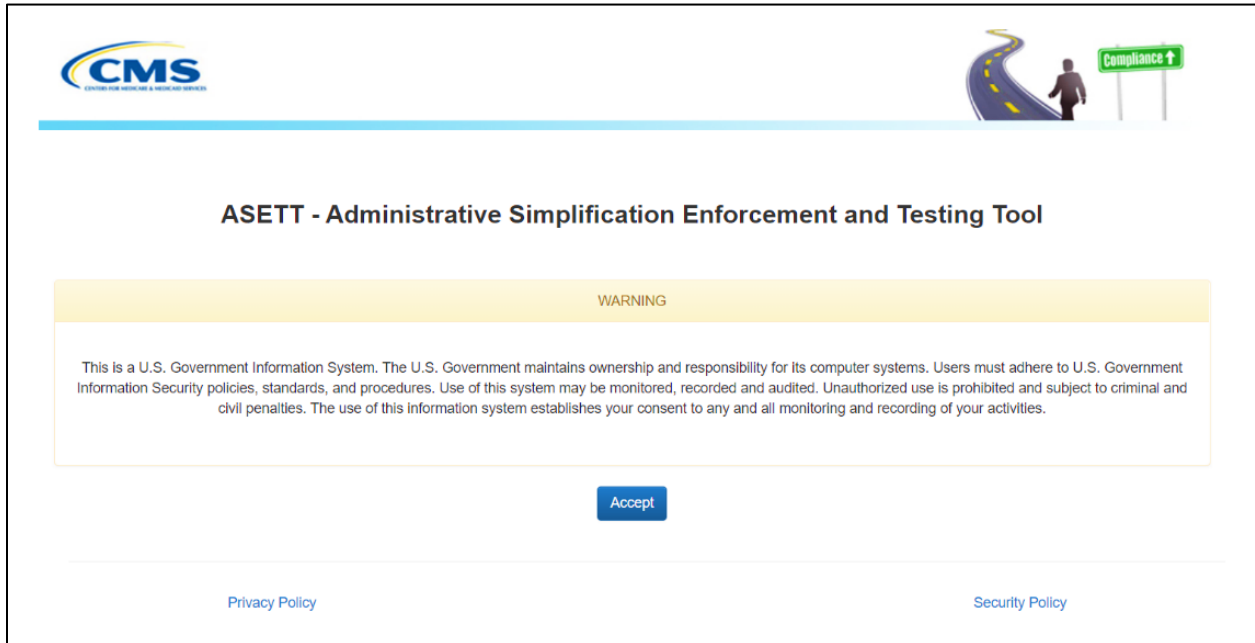 CMS
CENTERS FOR MEDICARE & MEDICAID SERVICES
Compliance
ASETT - Administrative Simplification Enforcement and Testing Tool
WARNING
This is a U.S. Government Information System. The U.S. Government maintains ownership and responsibility for its computer systems. Users must adhere to U.S. Government
Information Security policies, standards, and procedures. Use of this system may be monitored, recorded and audited. Unauthorized use is prohibited and subject to criminal and
civil penalties. The use of this information system establishes your consent to any and all monitoring and recording of your activities.
Accept
Privacy Policy
Security Policy